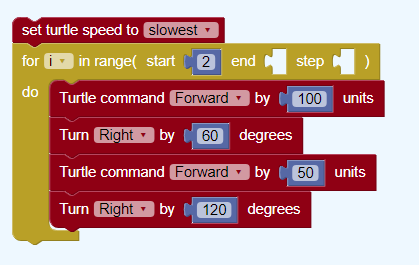 set turtle speed to slowest
for i in range( start 2 end step )
do
Turtle command Forward by 100 units
Turn Right by 60 degrees
Turtle command Forward by 50 units
Turn Right by 120 degrees